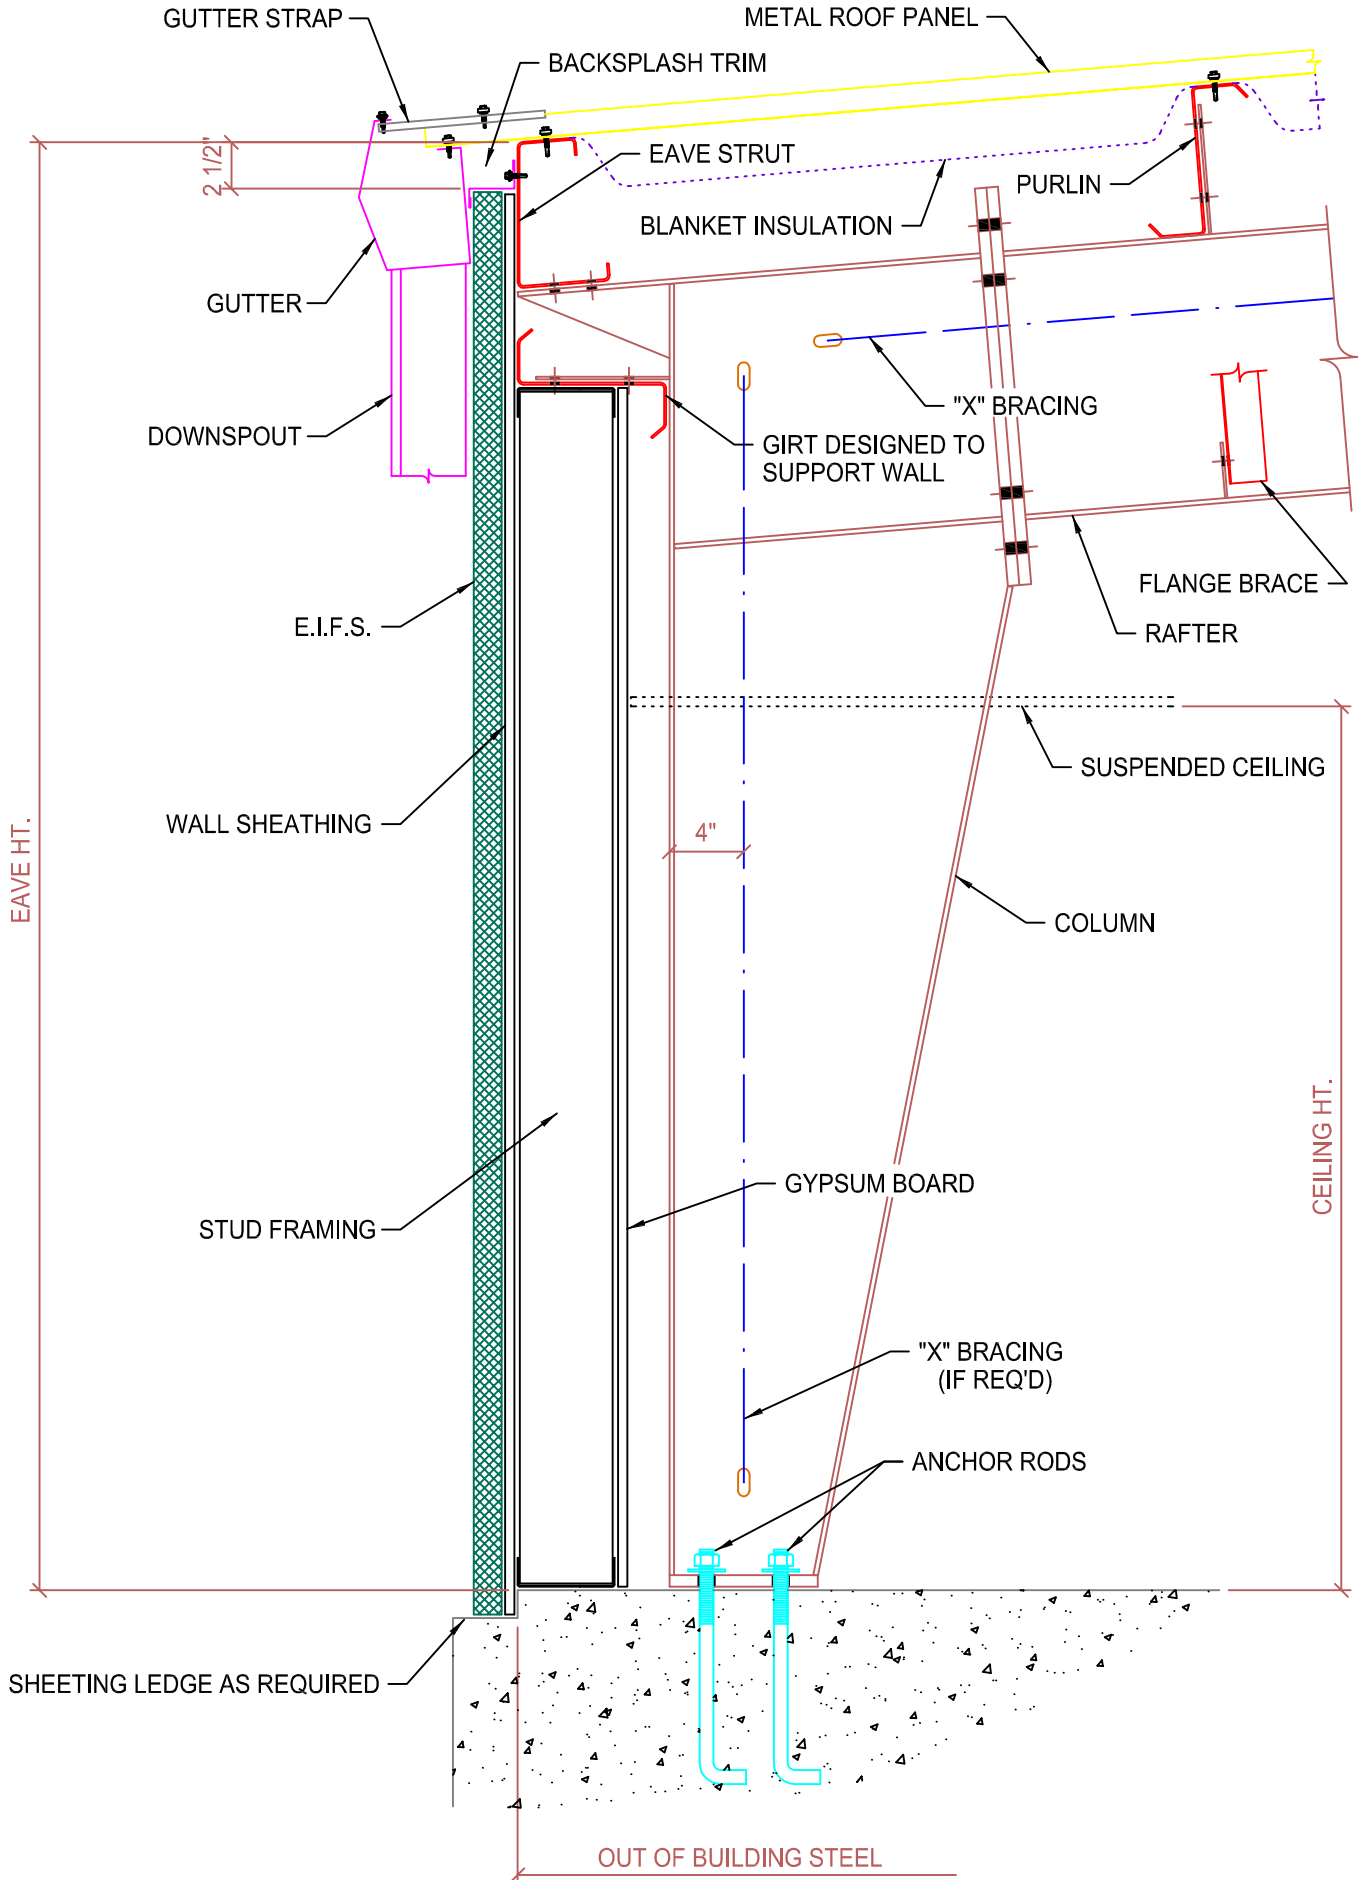 GUTTER STRAP
METAL ROOF PANEL
BACKSPLASH TRIM
2 1/2"
EAVE STRUT
PURLIN
BLANKET INSULATION
GUTTER
"X" BRACING
DOWNSPOUT
GIRT DESIGNED TO
SUPPORT WALL
FLANGE BRACE
E.I.F.S.
RAFTER
SUSPENDED CEILING
WALL SHEATHING
4"
EAVE HT.
COLUMN
CEILING HT.
GYPSUM BOARD
STUD FRAMING
"X" BRACING
(IF REQ'D)
ANCHOR RODS
SHEETING LEDGE AS REQUIRED
OUT OF BUILDING STEEL